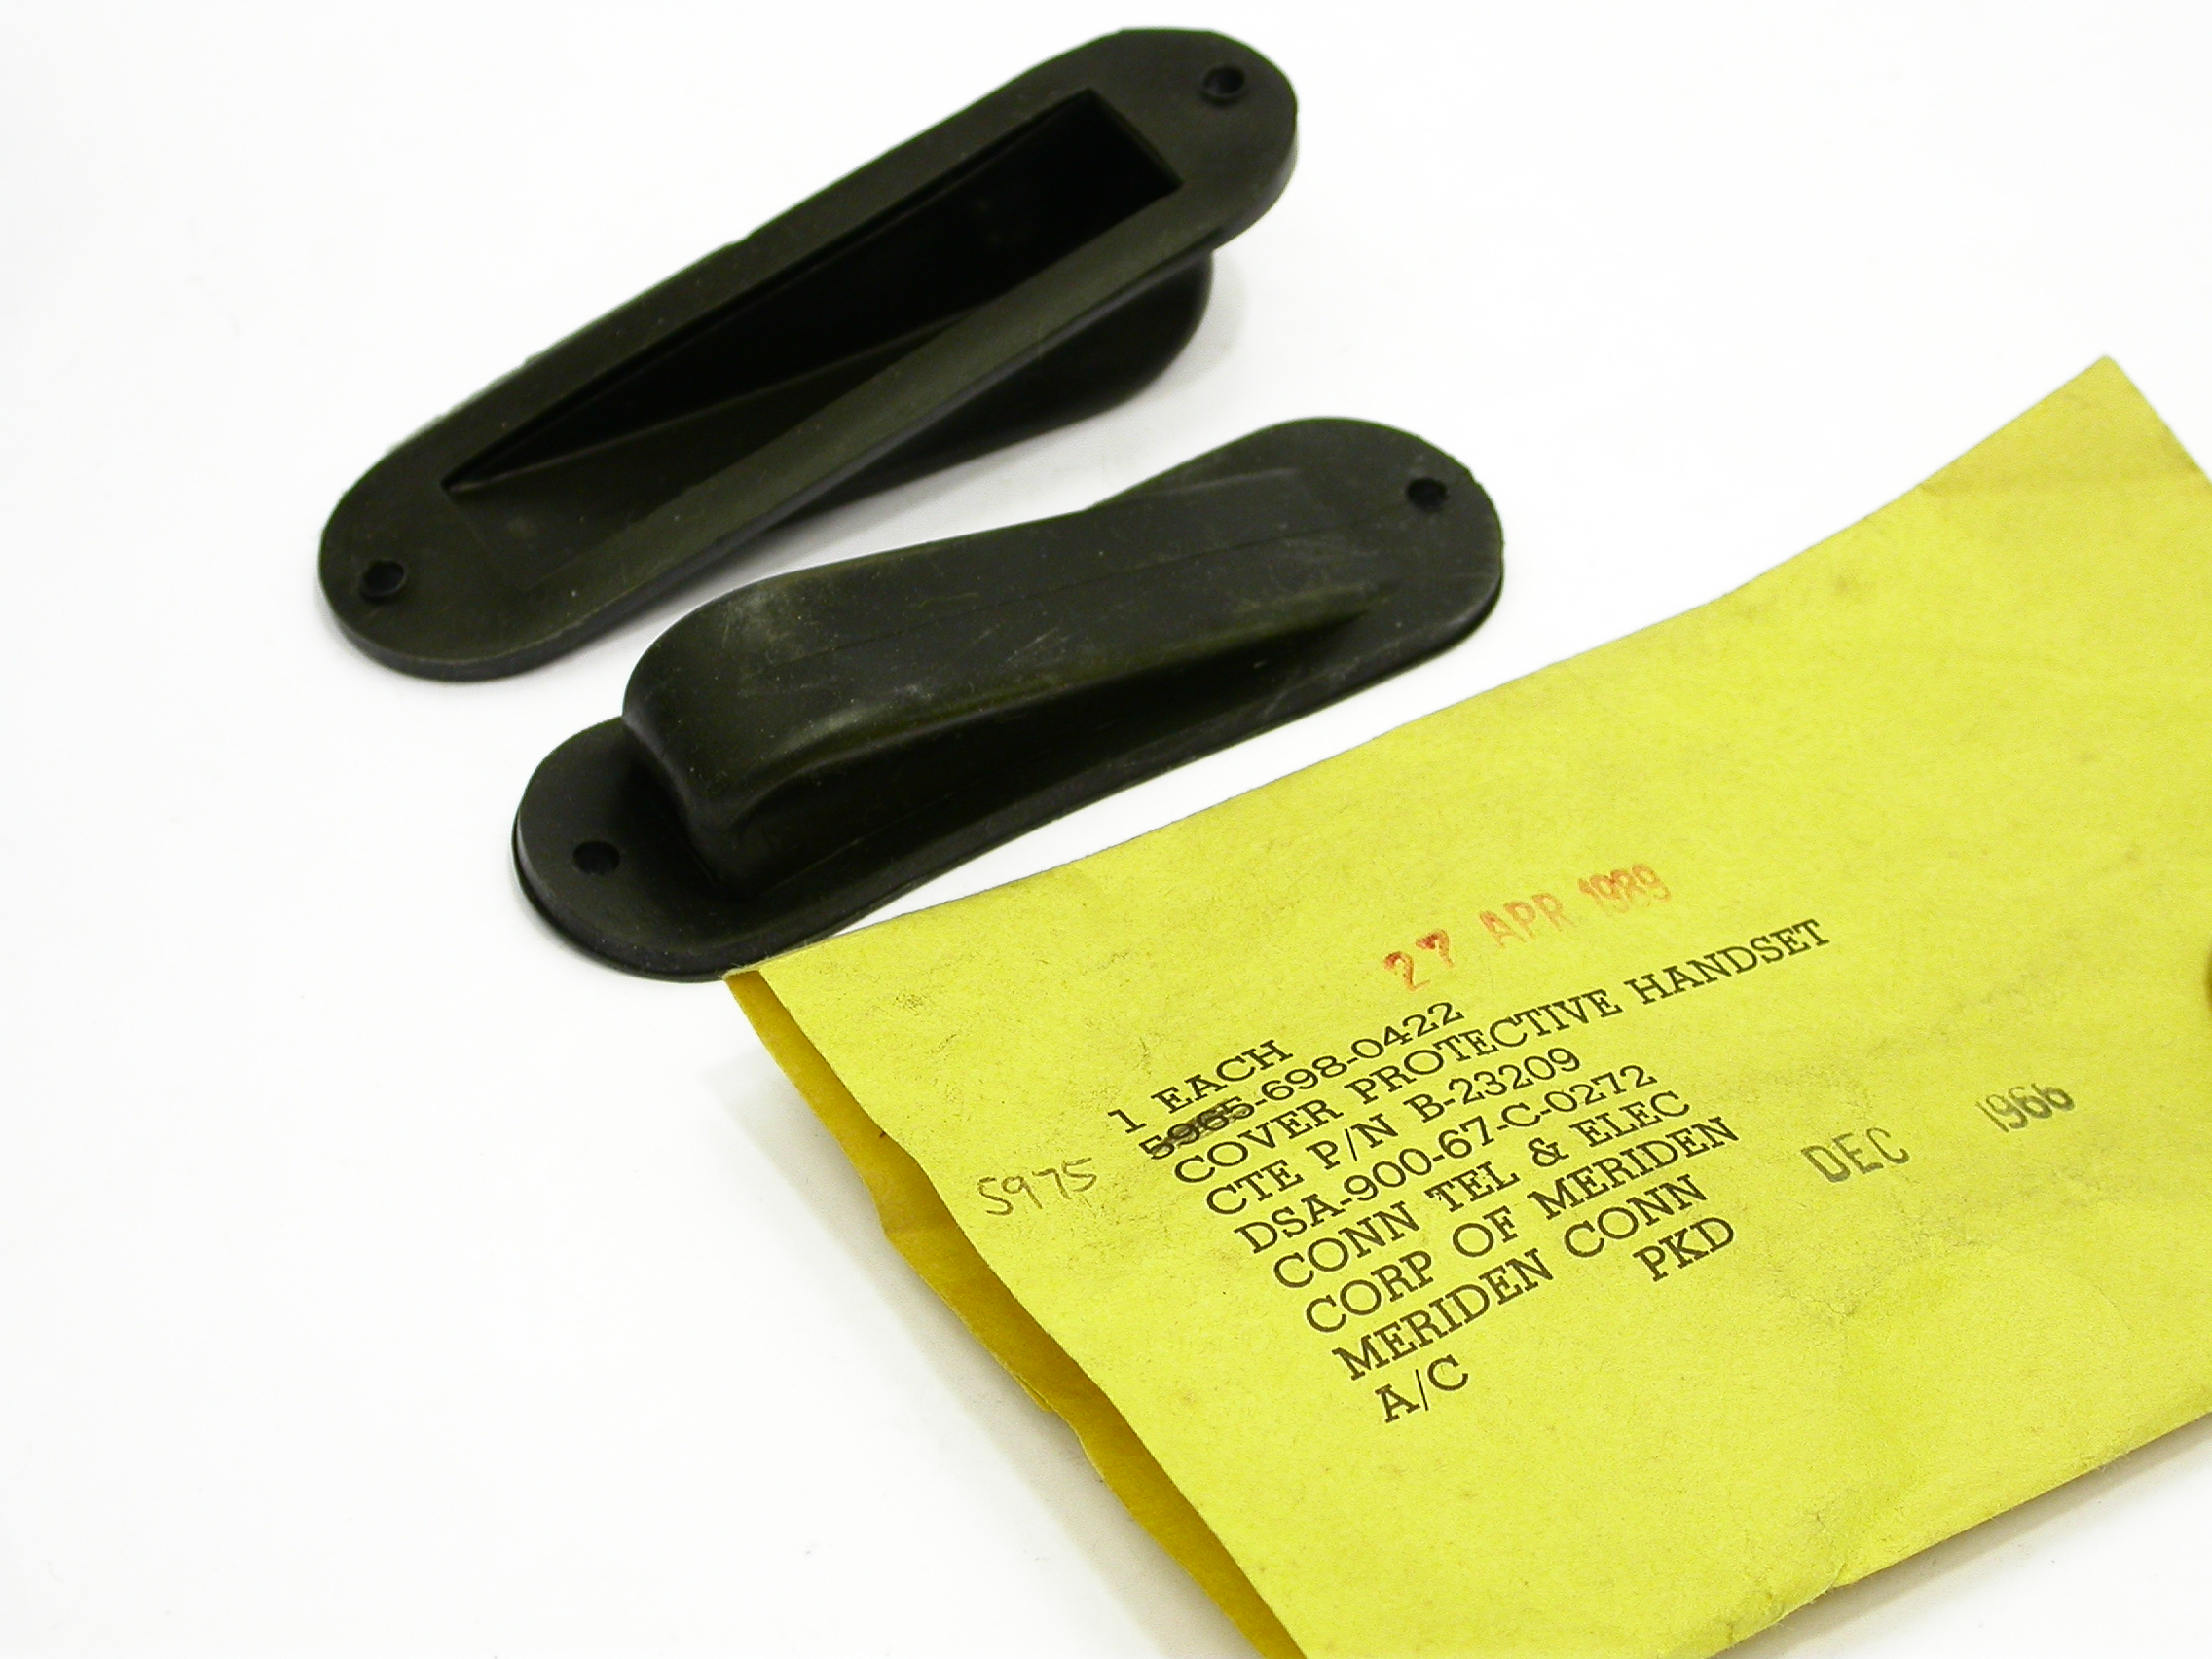 27 APR 1989
1 EACH
5965-698-0422
5975
COVER PROTECTIVE HANDSET
CTE P/N B-23209
DSA-900-67-C-0272
CONN TEL & ELEC
CORP OF MERIDEN
MERIDEN CONN
A/C PKD DEC 1966